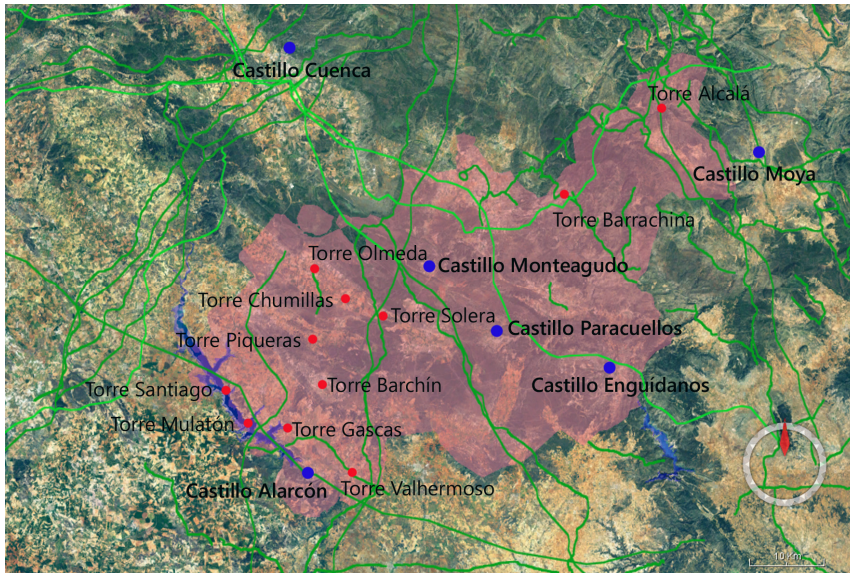 Castillo Cuenca
Torre Alcalá
Castillo Moya
Torre Barrachina
Torre Olmeda
Castillo Monteagudo
Torre Chumillas
Torre Solera
Castillo Paracuellos
Torre Piqueras
Torre Barchín
Castillo Enguidanos
Torre Santiago
Torre Mulatón
Torre Gascas
Castillo Alarcón
Torre Valhermoso
10 Km